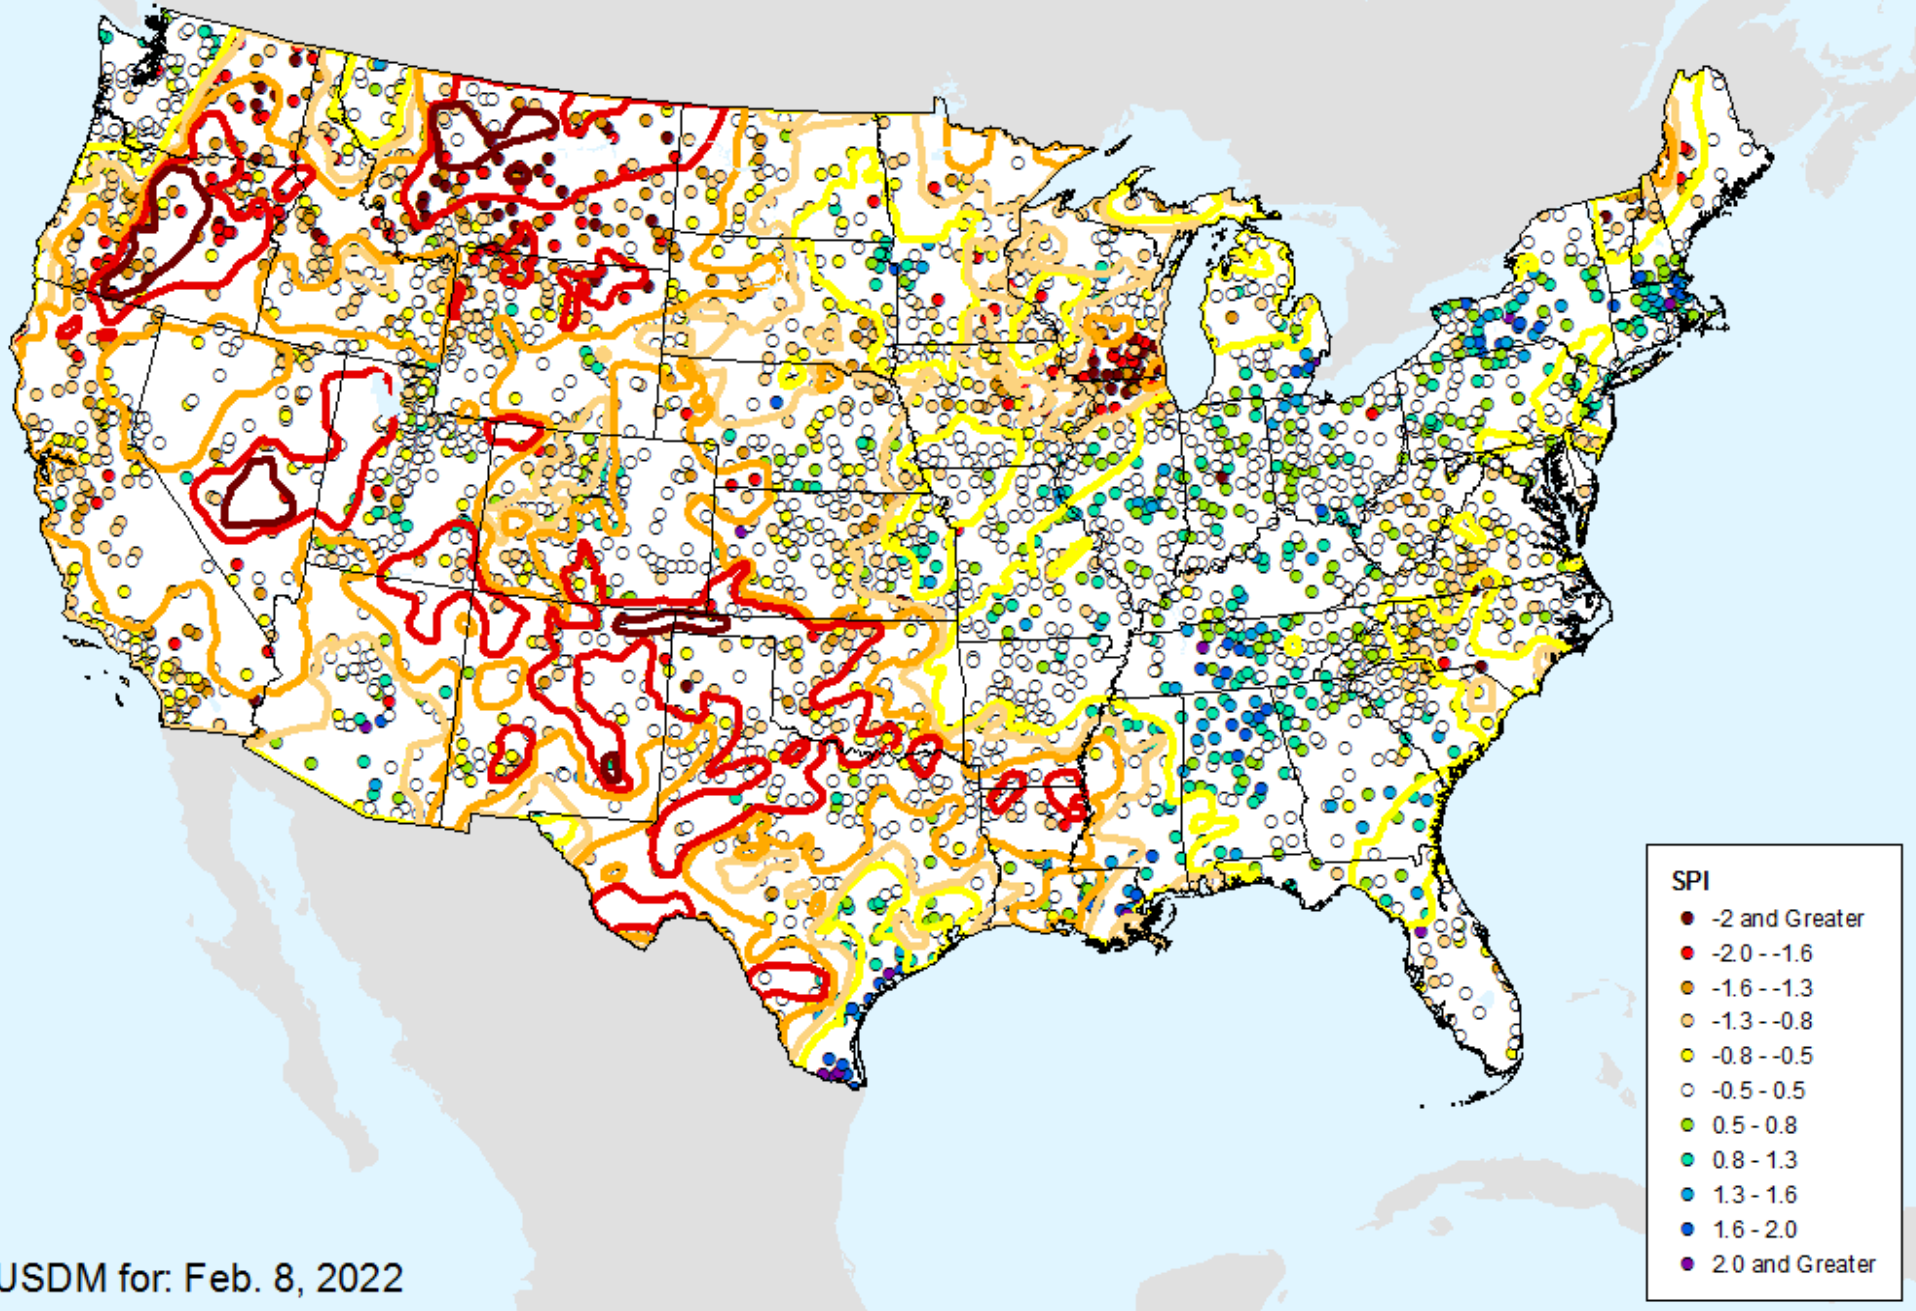 SPI
-2 and Greater
-2.0 - -1.6
-1.6 - -1.3
-1.3 - -0.8
-0.8 - -0.5
-0.5 - 0.5
0.5 - 0.8
0.8 - 1.3
1.3 - 1.6
1.6 - 2.0
2.0 and Greater
USDM for: Feb. 8, 2022